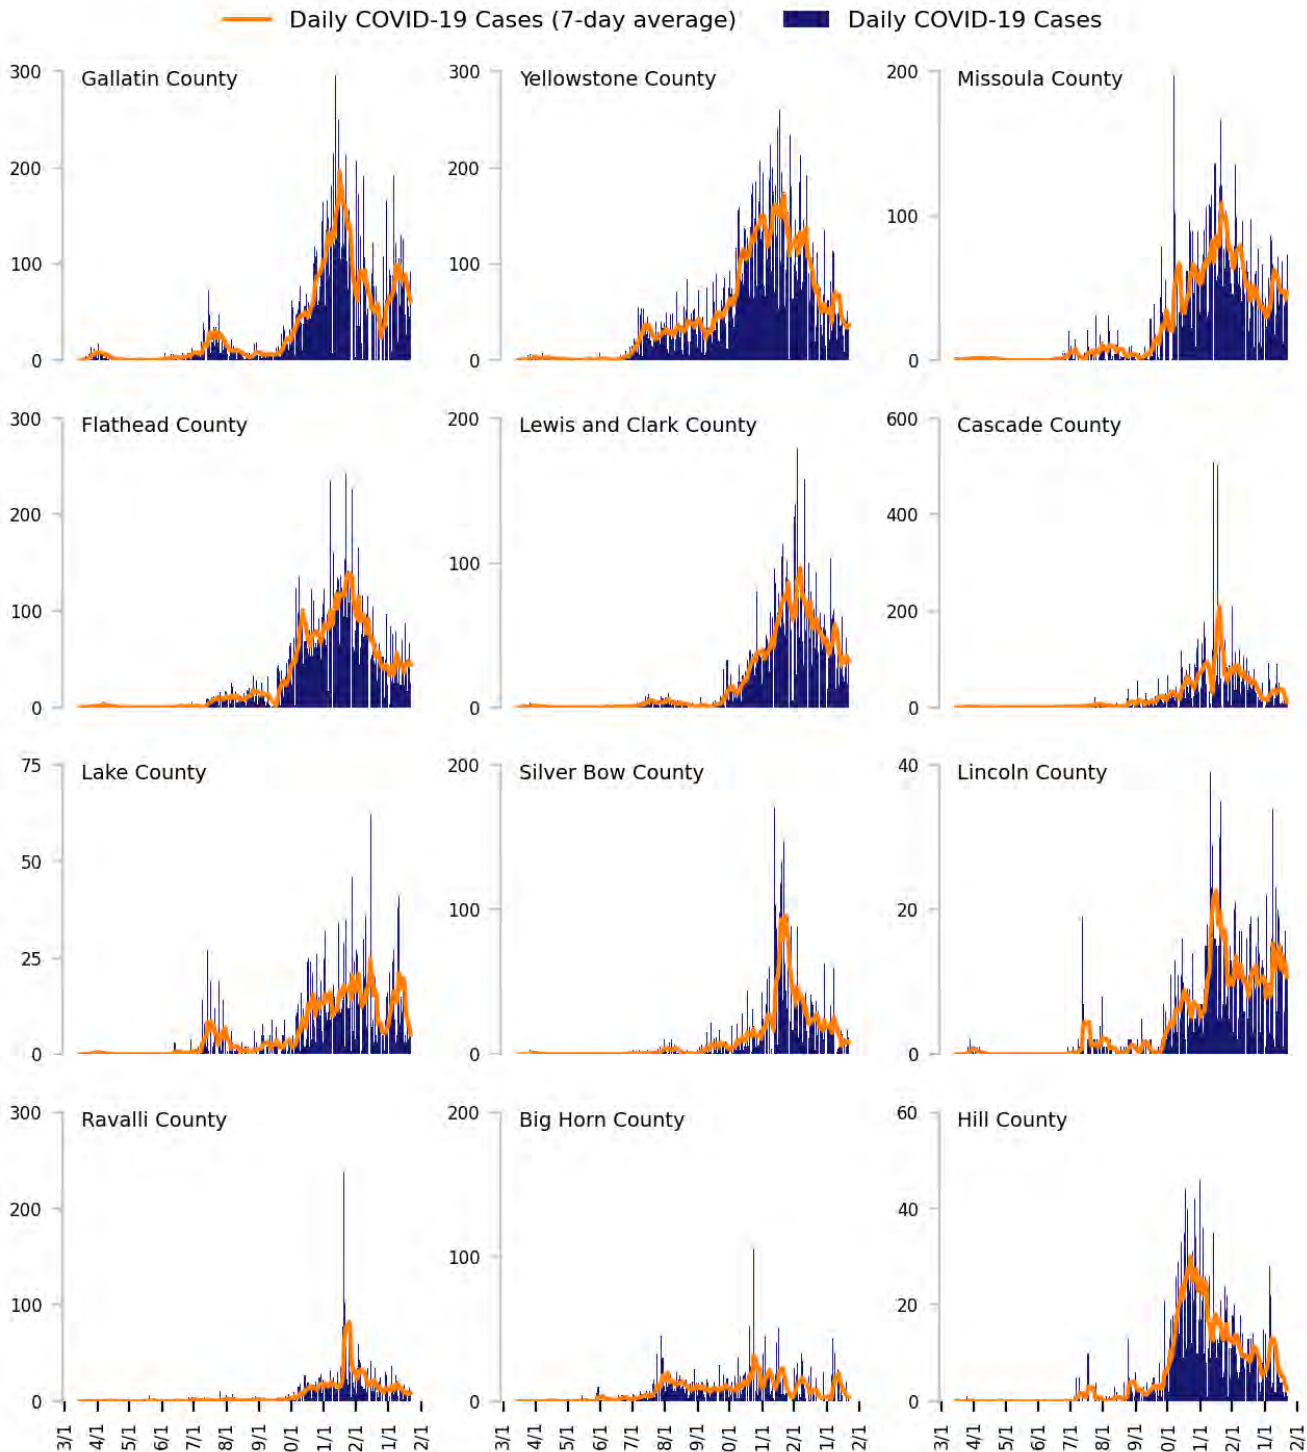 Daily COVID-19 Cases (7-day average) Daily COVID-19 Cases
300 Gallatin County 300 Yellowstone County 200 Missoula County
200 200
100 100 100
0 0 0
300 Flathead County 200 Lewis and Clark County 600 Cascade County
200 400
100 100 200
0 0 0
75 Lake County 200 Silver Bow County 40 Lincoln County
50
25 100 20
0 0 0
300 Ravalli County 200 Big Horn County 60 Hill County
200 40
100 100 20
0 0 0
3/1 4/1 5/1 6/1 7/1 8/1 9/1 0/1 1/1 2/1 1/1 2/1 3/1 4/1 5/1 6/1 7/1 8/1 9/1 0/1 1/1 2/1 1/1 2/1 3/1 4/1 5/1 6/1 7/1 8/1 9/1 0/1 1/1 2/1 1/1 2/1